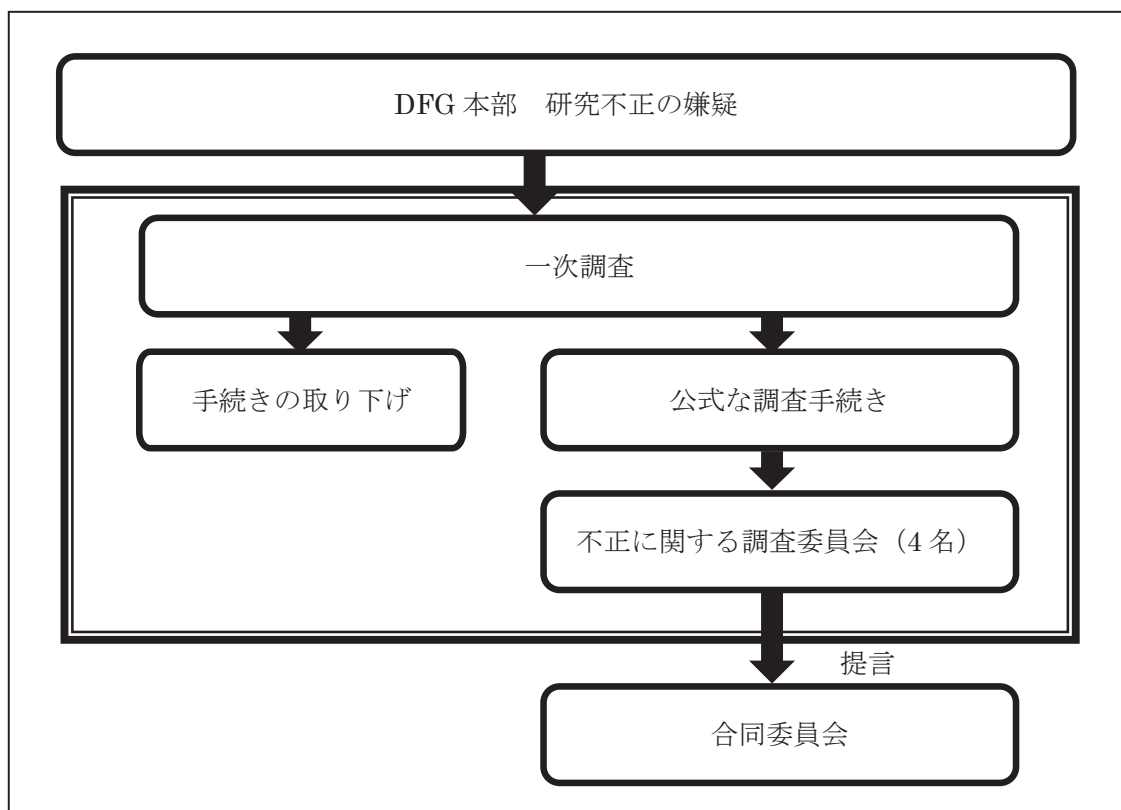 DFG 本部　研究不正の嫌疑
一次調査
手続きの取り下げ
公式な調査手続き
不正に関する調査委員会（4 名）
提言
合同委員会